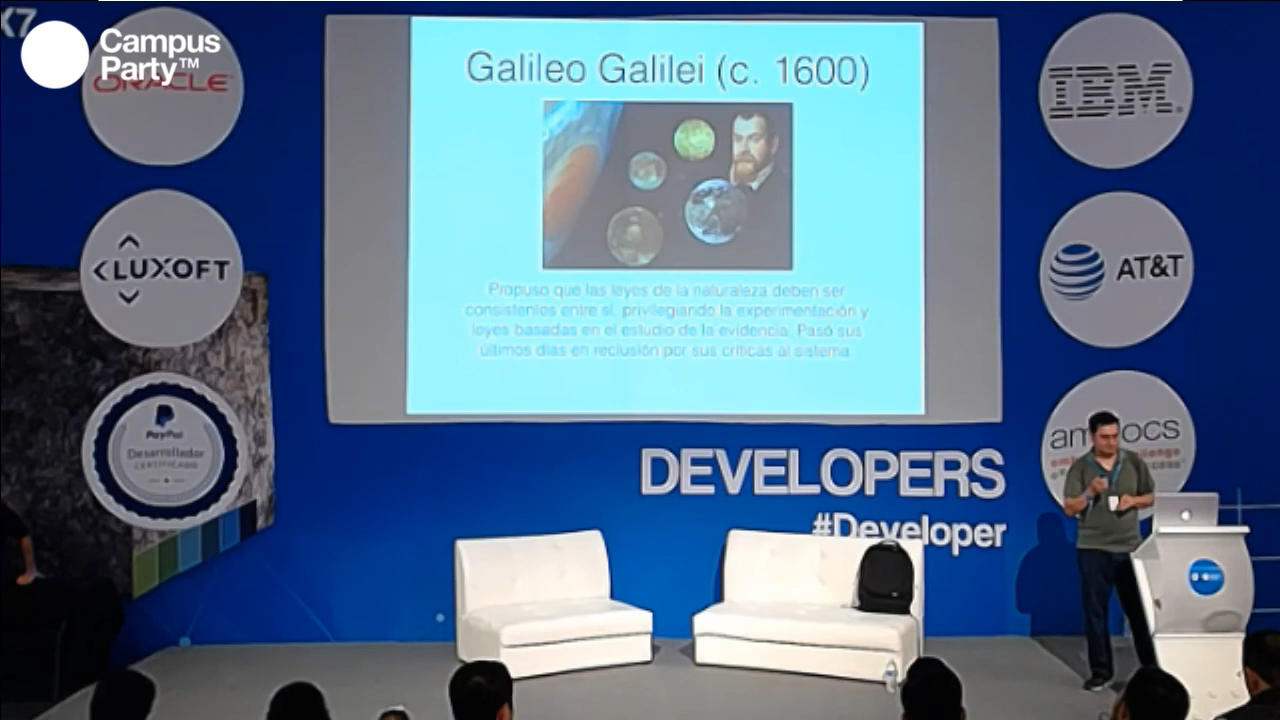 K7
Campus
Party™
ORACLE
LUXOFT
PayPal
Desarrollador
CERTIFICADO
Galileo Galilei (c. 1600)
Propuso que las leyes de la naturaleza deben ser
consistentes entre sí, privilegiando la experimentación y
leyes basadas en el estudio de la evidencia. Pasó sus
últimos días en reclusión por sus críticas al sistema
IBM
AT&T
DEVELOPERS
#Developer